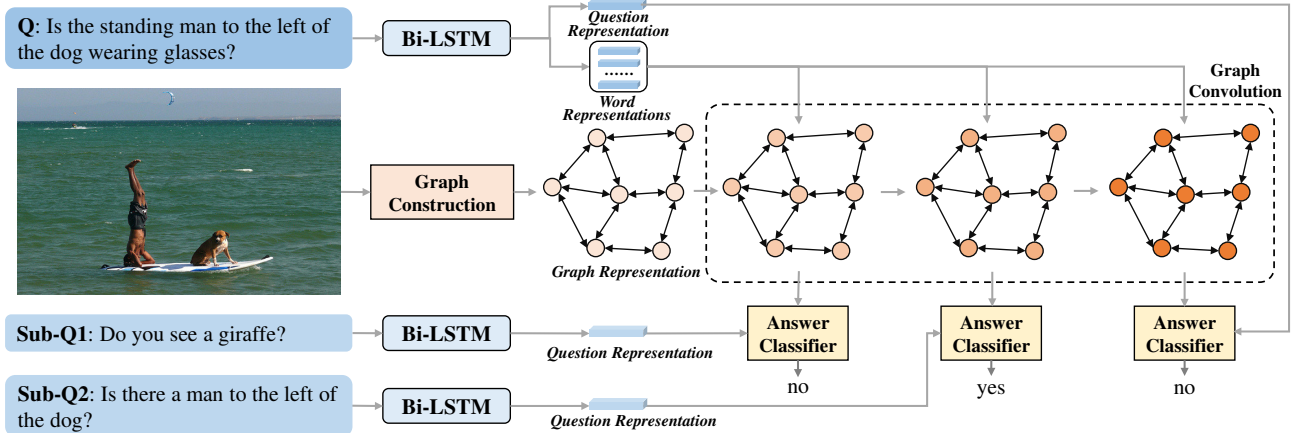 Q: Is the standing man to the left of
the dog wearing glasses?
Bi-LSTM
Question
Representation
......
Word
Representations
Graph
Convolution
Graph
Construction
Graph Representation
Sub-Q1: Do you see a giraffe?
Bi-LSTM
Question Representation
Answer
Classifier
no
Answer
Classifier
yes
Answer
Classifier
no
Sub-Q2: Is there a man to the left of
the dog?
Bi-LSTM
Question Representation